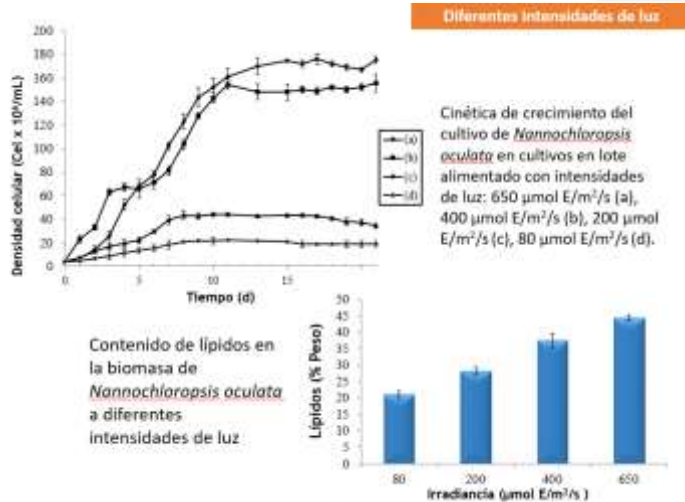 Diferentes intensidades de luz
Densidad celular (Cel x 10⁶/mL)
200
180
160
140
120
100
80
60
40
20
0
0
5
10
15
Tiempo (d)
(a)
(b)
(c)
(d)
Cinética de crecimiento del
cultivo de Nannochloropsis
oculata en cultivos en lote
alimentado con intensidades
de luz: 650 µmol E/m²/s (a),
400 µmol E/m²/s (b), 200 µmol
E/m²/s (c), 80 µmol E/m²/s (d).
Contenido de lípidos en
la biomasa de
Nannochloropsis oculata
a diferentes
intensidades de luz
Lípidos (% Peso)
50
45
40
35
30
25
20
15
10
5
0
80
200
400
650
Irradiancia (µmol E/m²/s )